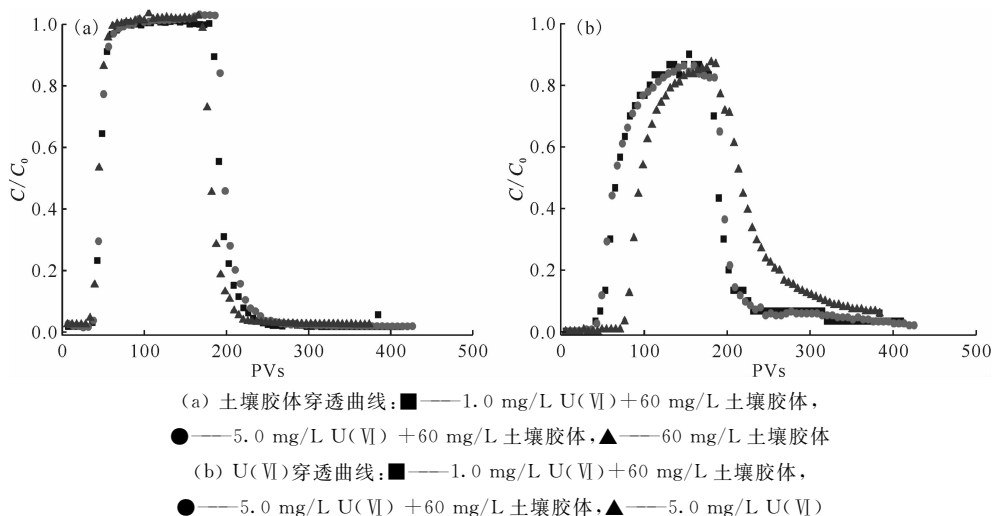 (a)
(b)
C/C₀
1.0
0.8
0.6
0.4
0.2
0.0
0 100 200 300 400 500
PVs
C/C₀
1.0
0.8
0.6
0.4
0.2
0.0
0 100 200 300 400 500
PVs
(a) 土壤胶体穿透曲线:■——1.0 mg/L U(Ⅵ)+60 mg/L 土壤胶体,
●——5.0 mg/L U(Ⅵ)+60 mg/L 土壤胶体,▲——60 mg/L 土壤胶体
(b) U(Ⅵ)穿透曲线:■——1.0 mg/L U(Ⅵ)+60 mg/L 土壤胶体,
●——5.0 mg/L U(Ⅵ)+60 mg/L 土壤胶体,▲——5.0 mg/L U(Ⅵ)